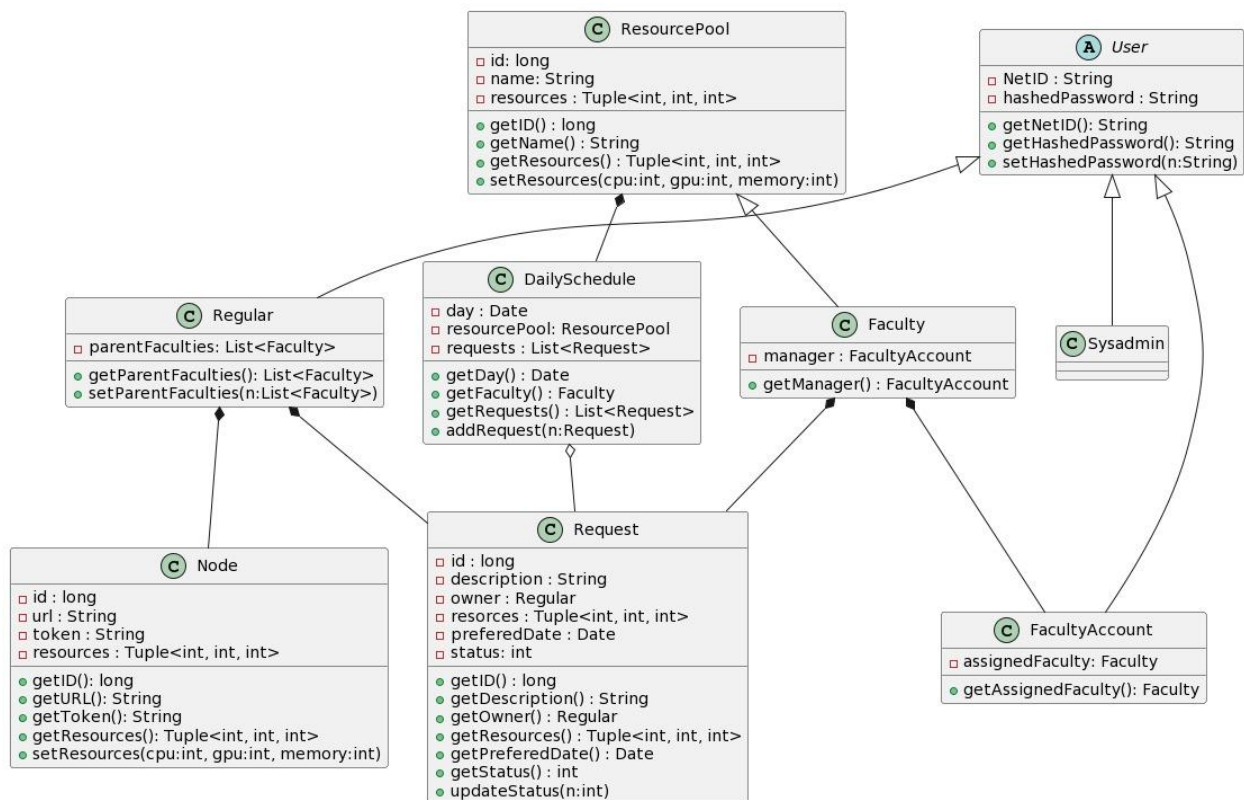 C ResourcePool
id: long
name: String
resources : Tuple<int, int, int>
getID() : long
getName() : String
getResources() : Tuple<int, int, int>
setResources(cpu:int, gpu:int, memory:int)
A User
NetID : String
hashedPassword : String
getNetID(): String
getHashedPassword(): String
setHashedPassword(n:String)
C Regular
parentFaculties: List<Faculty>
getParentFaculties(): List<Faculty>
setParentFaculties(n:List<Faculty>)
C DailySchedule
day : Date
resourcePool: ResourcePool
requests : List<Request>
getDay() : Date
getFaculty() : Faculty
getRequests() : List<Request>
addRequest(n:Request)
C Faculty
manager : FacultyAccount
getManager() : FacultyAccount
C Sysadmin
C Node
id : long
url : String
token : String
resources : Tuple<int, int, int>
getID(): long
getURL(): String
getToken(): String
getResources(): Tuple<int, int, int>
setResources(cpu:int, gpu:int, memory:int)
C Request
id : long
description : String
owner : Regular
resorces : Tuple<int, int, int>
preferedDate : Date
status: int
getID() : long
getDescription() : String
getOwner() : Regular
getResources() : Tuple<int, int, int>
getPreferedDate() : Date
getStatus() : int
updateStatus(n:int)
C FacultyAccount
assignedFaculty: Faculty
getAssignedFaculty(): Faculty